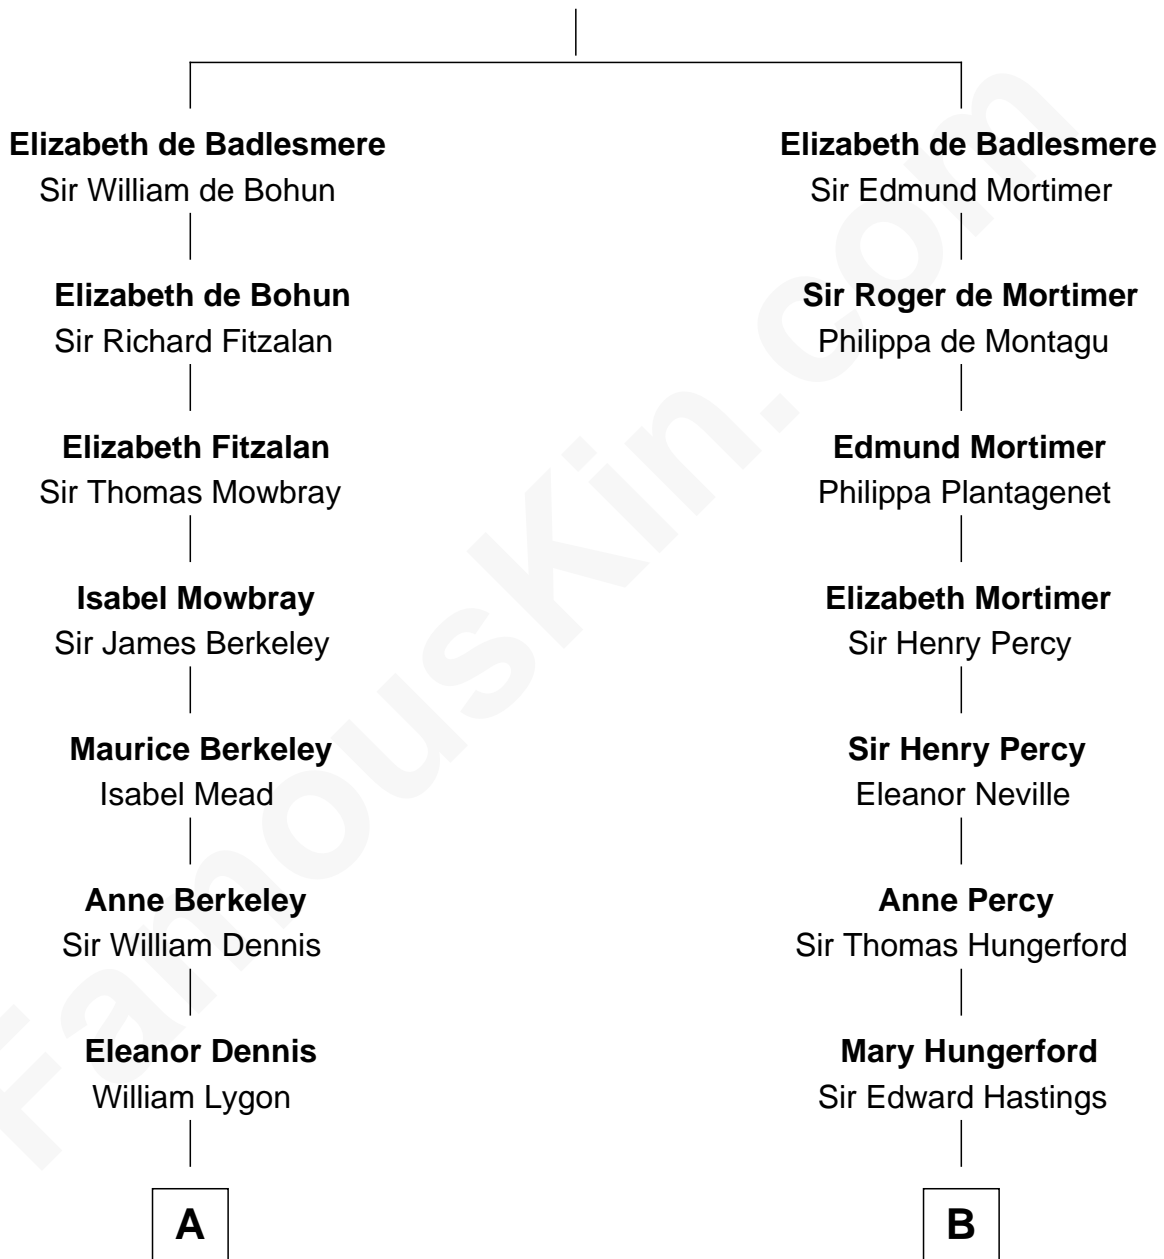 Elizabeth de Badlesmere
Sir William de Bohun
Elizabeth de Bohun
Sir Richard Fitzalan
Elizabeth Fitzalan
Sir Thomas Mowbray
Isabel Mowbray
Sir James Berkeley
Maurice Berkeley
Isabel Mead
Anne Berkeley
Sir William Dennis
Eleanor Dennis
William Lygon
A
Elizabeth de Badlesmere
Sir Edmund Mortimer
Sir Roger de Mortimer
Philippa de Montagu
Edmund Mortimer
Philippa Plantagenet
Elizabeth Mortimer
Sir Henry Percy
Sir Henry Percy
Eleanor Neville
Anne Percy
Sir Thomas Hungerford
Mary Hungerford
Sir Edward Hastings
B
FamousKin.com